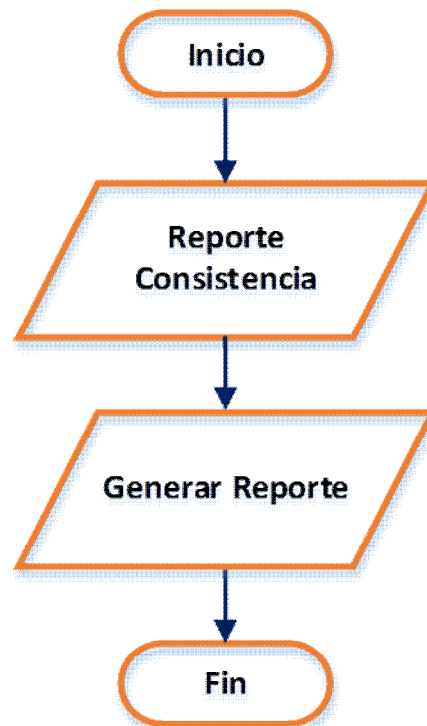 Inicio
Reporte
Consistencia
Generar Reporte
Fin